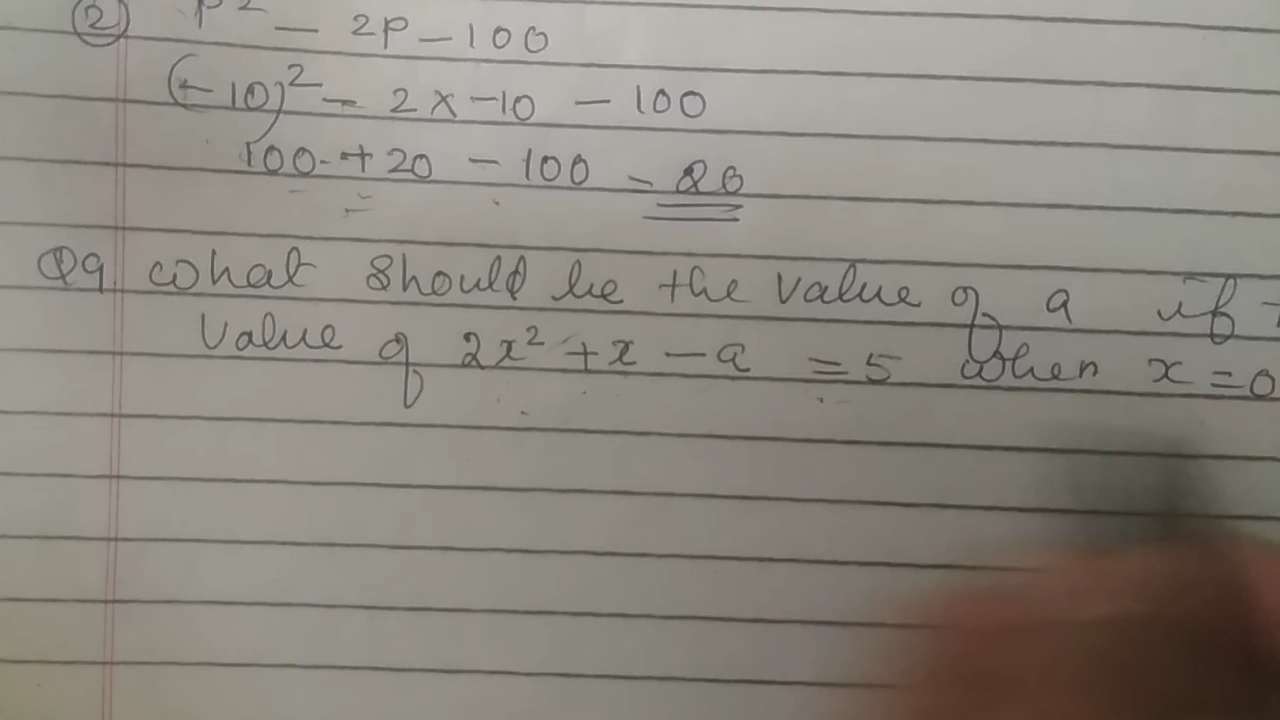 ② p² - 2p - 100
(-10)² - 2x-10 - 100
100 + 20 - 100 = 20
Q9. What should be the value of a if
value of 2x² + x - a = 5 when x = 0